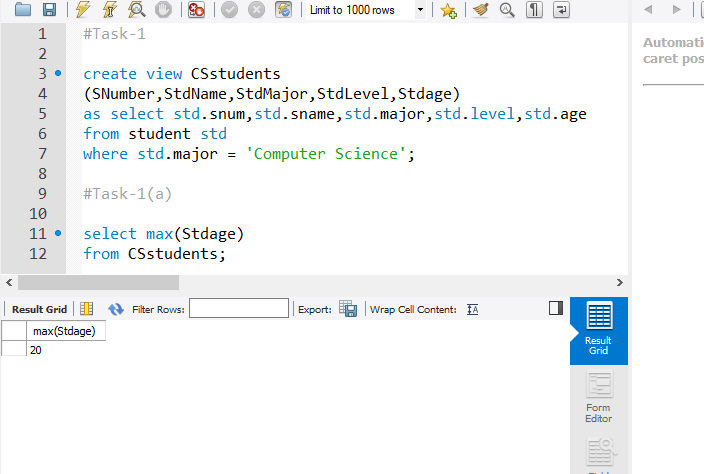 Limit to 1000 rows
1 #Task-1
2
3 create view CSstudents
4 (SNumber,StdName,StdMajor,StdLevel,Stdage)
5 as select std.snum,std.sname,std.major,std.level,std.age
6 from student std
7 where std.major = 'Computer Science';
8
9 #Task-1(a)
10
11 select max(Stdage)
12 from CSstudents;
Automati
caret pos
Result Grid Filter Rows: Export: Wrap Cell Content: IA
max(Stdage)
20
Result
Grid
Form
Editor